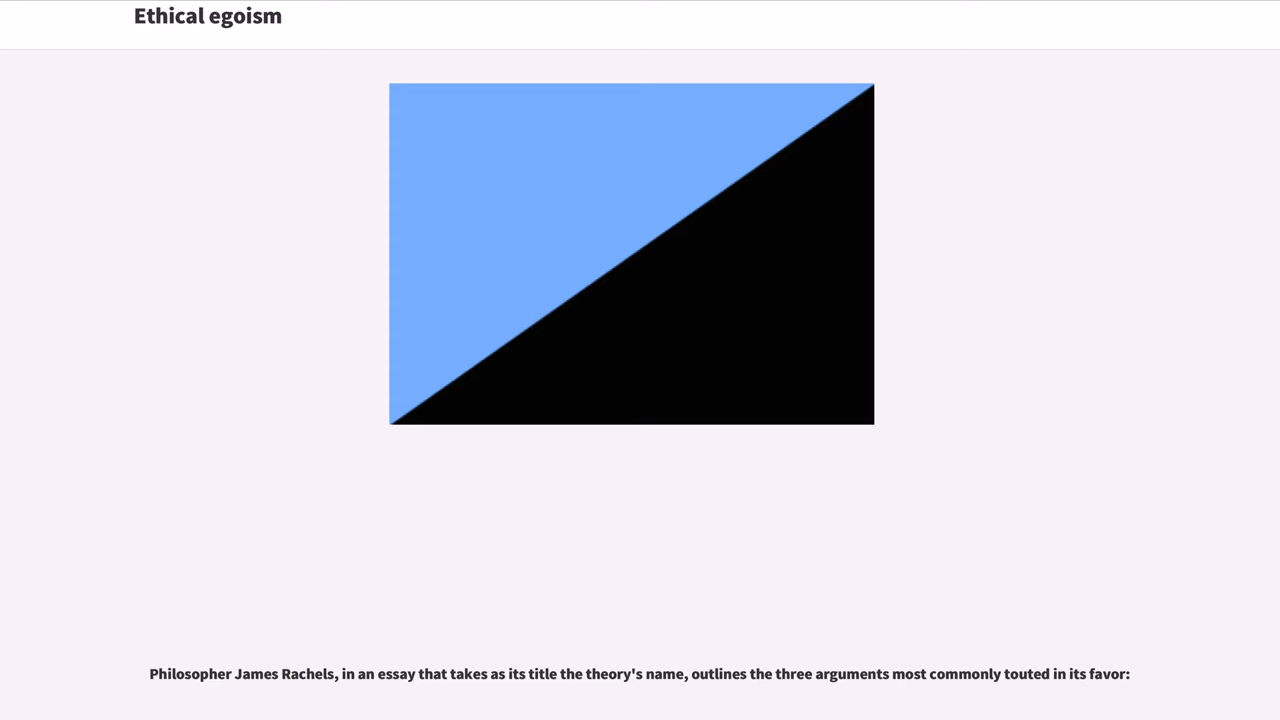 Ethical egoism
Philosopher James Rachels, in an essay that takes as its title the theory's name, outlines the three arguments most commonly touted in its favor: